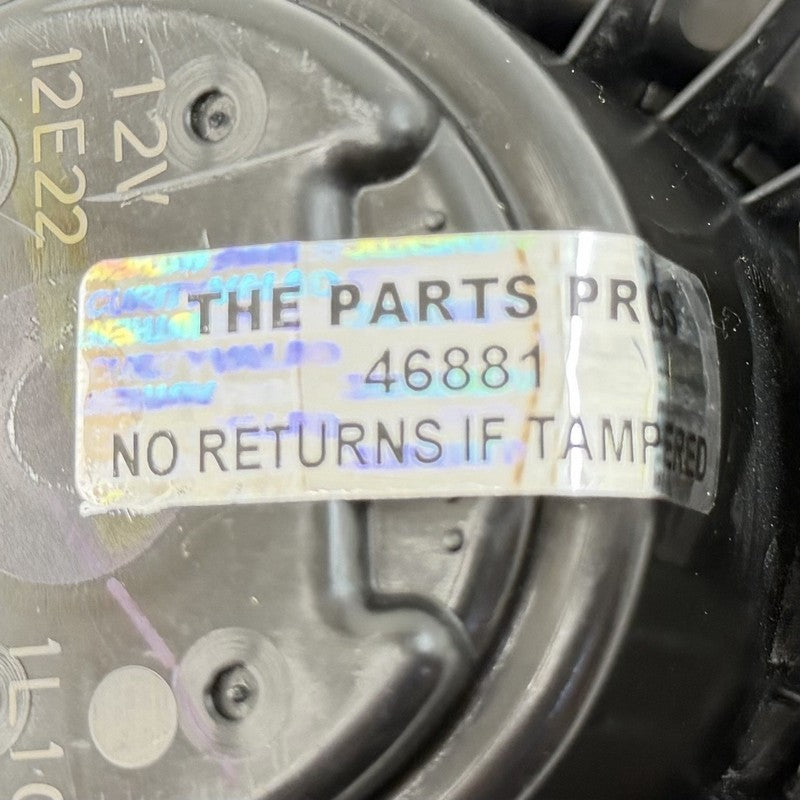 12V
12E22
THE PARTS PROS
46881
NO RETURNS IF TAMPERED